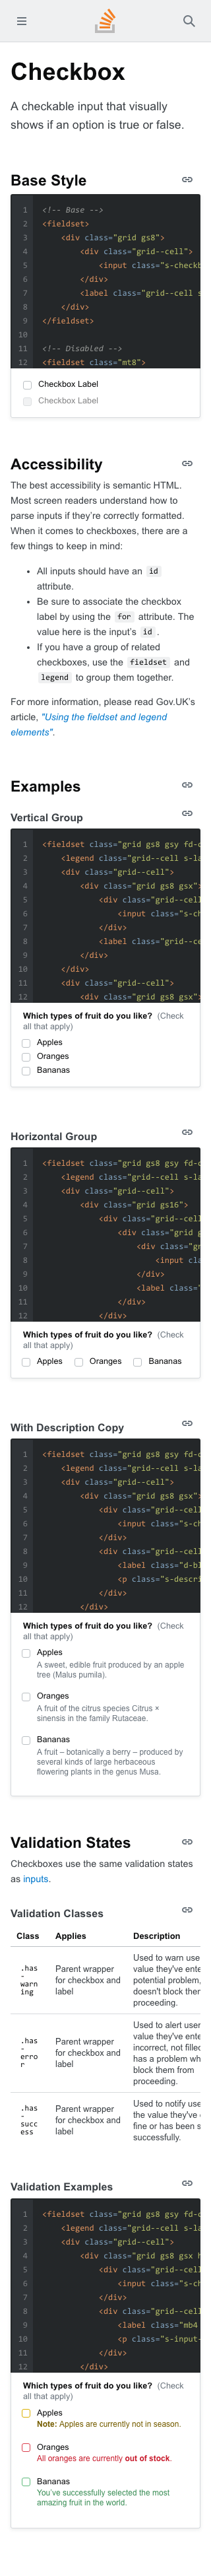 Checkbox
A checkable input that visually
shows if an option is true or false.
Base Style
1 <!-- Base -->
2 <fieldset>
3 <div class="grid gs8">
4 <div class="grid--cell">
5 <input class="s-checkb
6 </div>
7 <label class="grid--cell s
8 </div>
9 </fieldset>
10
11 <!-- Disabled -->
12 <fieldset class="mt8">
Checkbox Label
Checkbox Label
Accessibility
The best accessibility is semantic HTML.
Most screen readers understand how to
parse inputs if they're correctly formatted.
When it comes to checkboxes, there are a
few things to keep in mind:
• All inputs should have an id
attribute.
• Be sure to associate the checkbox
label by using the for attribute. The
value here is the input's id .
• If you have a group of related
checkboxes, use the fieldset and
legend to group them together.
For more information, please read Gov.UK's
article, "Using the fieldset and legend
elements".
Examples
Vertical Group
1 <fieldset class="grid gs8 gsy fd-c
2 <legend class="grid--cell s-la
3 <div class="grid--cell">
4 <div class="grid gs8 gsx">
5 <div class="grid--cell
6 <input class="s-ch
7 </div>
8 <label class="grid--ce
9 </div>
10 </div>
11 <div class="grid--cell">
12 <div class="grid gs8 gsx">
Which types of fruit do you like? (Check
all that apply)
Apples
Oranges
Bananas
Horizontal Group
1 <fieldset class="grid gs8 gsy fd-c
2 <legend class="grid--cell s-la
3 <div class="grid--cell">
4 <div class="grid gs16">
5 <div class="grid--cell
6 <div class="grid g
7 <div class="gr
8 <input cla
9 </div>
10 <label class="
11 </div>
12 </div>
Which types of fruit do you like? (Check
all that apply)
Apples Oranges Bananas
With Description Copy
1 <fieldset class="grid gs8 gsy fd-c
2 <legend class="grid--cell s-la
3 <div class="grid--cell">
4 <div class="grid gs8 gsx">
5 <div class="grid--cell
6 <input class="s-ch
7 </div>
8 <div class="grid--cell
9 <label class="d-bl
10 <p class="s-descri
11 </div>
12 </div>
Which types of fruit do you like? (Check
all that apply)
Apples
A sweet, edible fruit produced by an apple
tree (Malus pumila).
Oranges
A fruit of the citrus species Citrus ×
sinensis in the family Rutaceae.
Bananas
A fruit – botanically a berry – produced by
several kinds of large herbaceous
flowering plants in the genus Musa.
Validation States
Checkboxes use the same validation states
as inputs.
Validation Classes
Class Applies Description
.has
-
warn
ing
Parent wrapper
for checkbox and
label
Used to warn use
value they've ente
potential problem,
doesn't block ther
proceeding.
.has
-
erro
r
Parent wrapper
for checkbox and
label
Used to alert user
value they've ente
incorrect, not filled
has a problem wh
block them from
proceeding.
.has
-
succ
ess
Parent wrapper
for checkbox and
label
Used to notify use
the value they've
fine or has been s
successfully.
Validation Examples
1 <fieldset class="grid gs8 gsy fd-c
2 <legend class="grid--cell s-la
3 <div class="grid--cell">
4 <div class="grid gs8 gsx h
5 <div class="grid--cell
6 <input class="s-ch
7 </div>
8 <div class="grid--cell
9 <label class="mb4
10 <p class="s-input-
11 </div>
12 </div>
Which types of fruit do you like? (Check
all that apply)
Apples
Note: Apples are currently not in season.
Oranges
All oranges are currently out of stock.
Bananas
You've successfully selected the most
amazing fruit in the world.